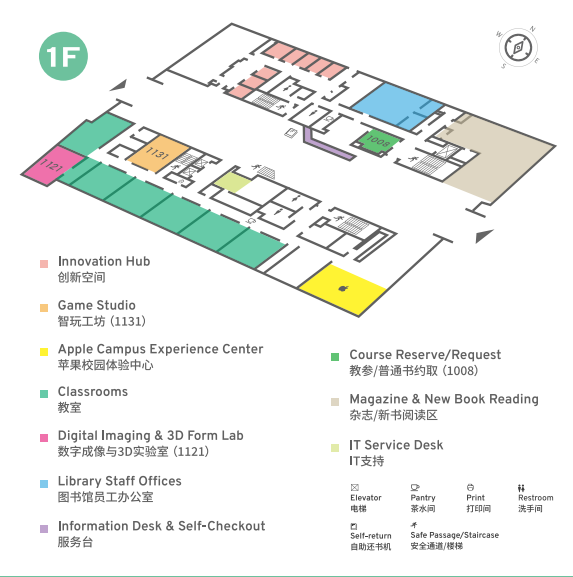 1F
N
W
E
S
1008
1131
1121
Innovation Hub
创新空间
Game Studio
智玩工坊 (1131)
Apple Campus Experience Center
苹果校园体验中心
Classrooms
教室
Digital Imaging & 3D Form Lab
数字成像与3D实验室 (1121)
Library Staff Offices
图书馆员工办公室
Information Desk & Self-Checkout
服务台
Course Reserve/Request
教参/普通书约取 (1008)
Magazine & New Book Reading
杂志/新书阅读区
IT Service Desk
IT支持
Elevator
电梯
Pantry
茶水间
Print
打印间
Restroom
洗手间
Self-return
自助还书机
Safe Passage/Staircase
安全通道/楼梯